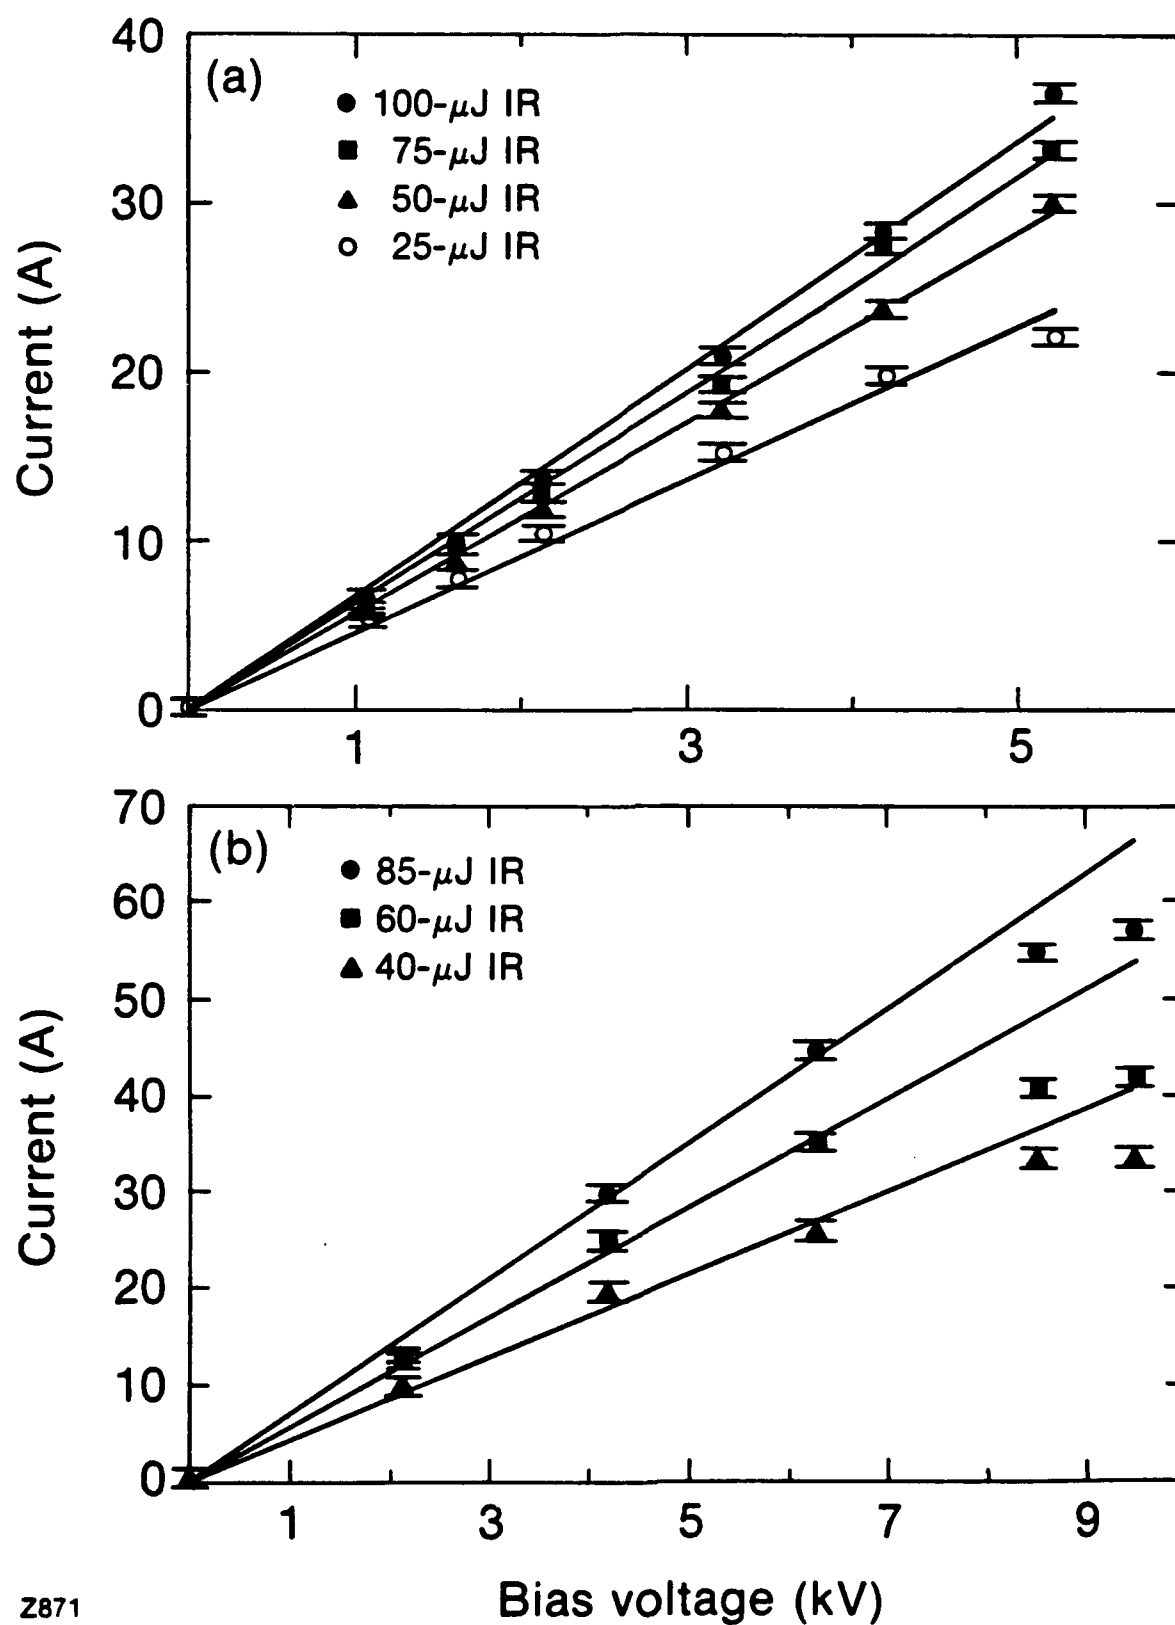 40
(a)
100-μJ IR
75-μJ IR
50-μJ IR
25-μJ IR
30
20
10
0
Current (A)
1 3 5
70
(b)
85-μJ IR
60-μJ IR
40-μJ IR
60
50
40
30
20
10
0
Current (A)
1 3 5 7 9
Bias voltage (kV)
Z871